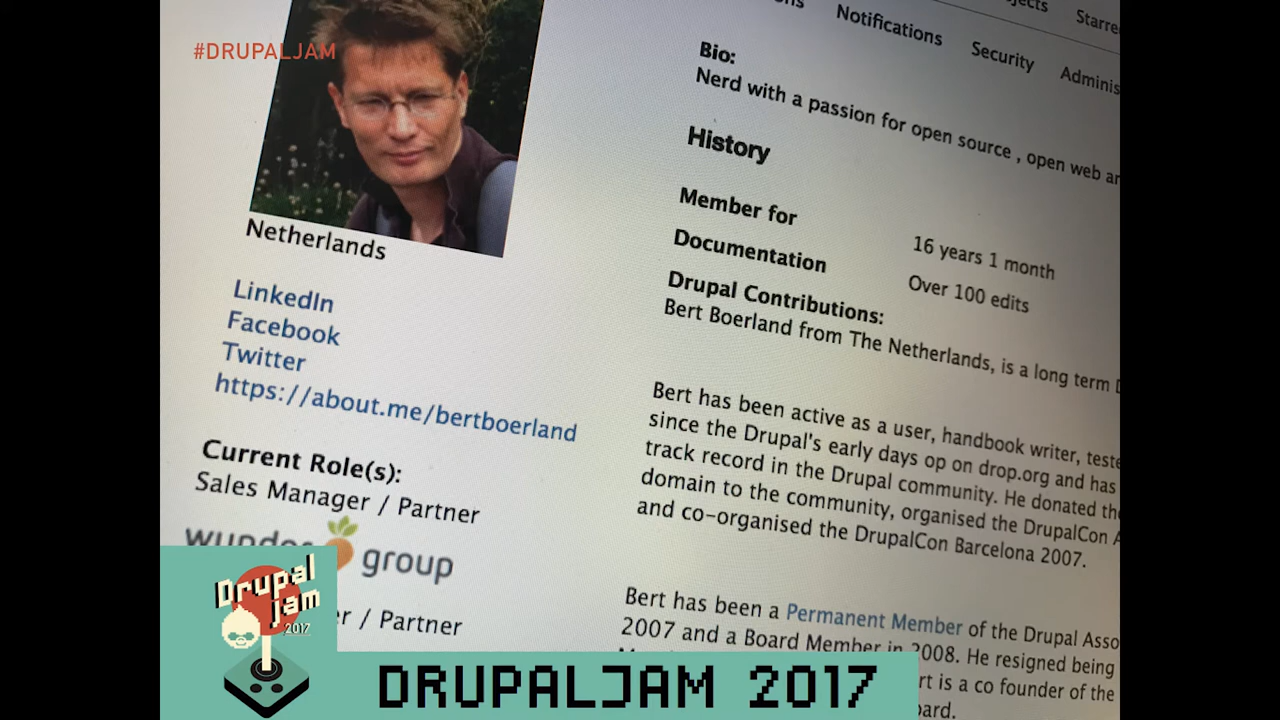 #DRUPALJAM
Netherlands
LinkedIn
Facebook
Twitter
https://about.me/bertboerland
Current Role(s):
Sales Manager / Partner
wunder group
/ Partner
Notifications
Security
Bio:
Nerd with a passion for open source , open web
History
Member for
16 years 1 month
Documentation
Over 100 edits
Drupal Contributions:
Bert Boerland from The Netherlands, is a long term
Bert has been active as a user, handbook writer,
since the Drupal's early days op on drop.org and has
track record in the Drupal community. He donated
domain to the community, organised the DrupalCon
and co-organised the DrupalCon Barcelona 2007.
Bert has been a Permanent Member of the Drupal
2007 and a Board Member in 2008. He resigned being
is a co founder of the
Drupal
jam
2017
DRUPALJAM 2017